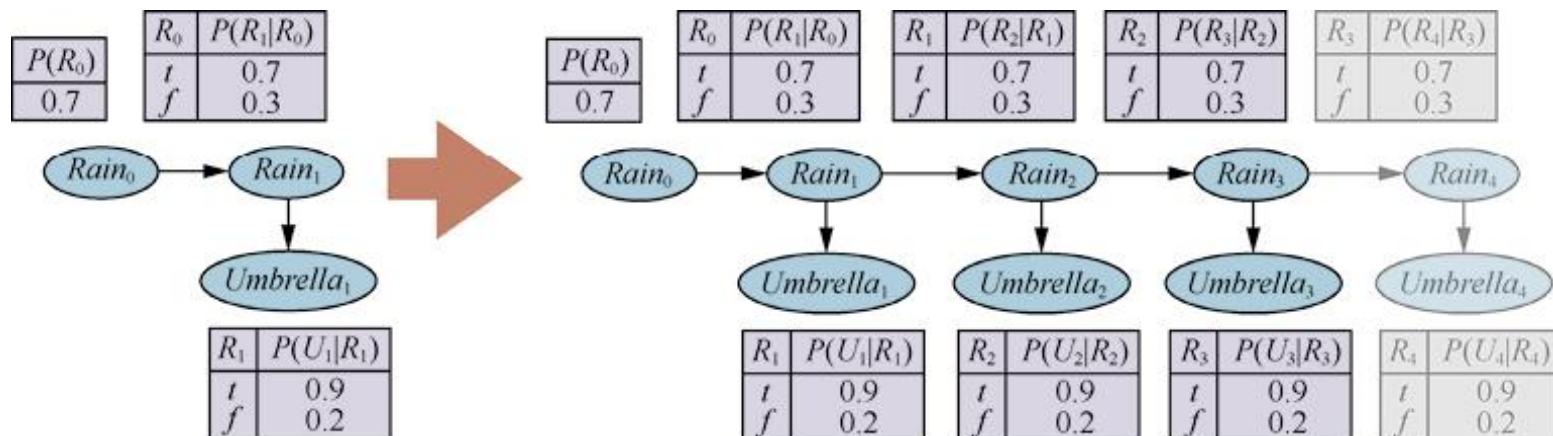 R₀ P(R₁|R₀)
t 0.7
f 0.3
P(R₀)
0.7
Rain₀
Rain₁
Umbrella₁
R₁ P(U₁|R₁)
t 0.9
f 0.2
P(R₀)
0.7
R₀ P(R₁|R₀)
t 0.7
f 0.3
R₁ P(R₂|R₁)
t 0.7
f 0.3
R₂ P(R₃|R₂)
t 0.7
f 0.3
R₃ P(R₄|R₃)
t 0.7
f 0.3
Rain₀
Rain₁
Rain₂
Rain₃
Rain₄
Umbrella₁
Umbrella₂
Umbrella₃
Umbrella₄
R₁ P(U₁|R₁)
t 0.9
f 0.2
R₂ P(U₂|R₂)
t 0.9
f 0.2
R₃ P(U₃|R₃)
t 0.9
f 0.2
R₄ P(U₄|R₄)
t 0.9
f 0.2